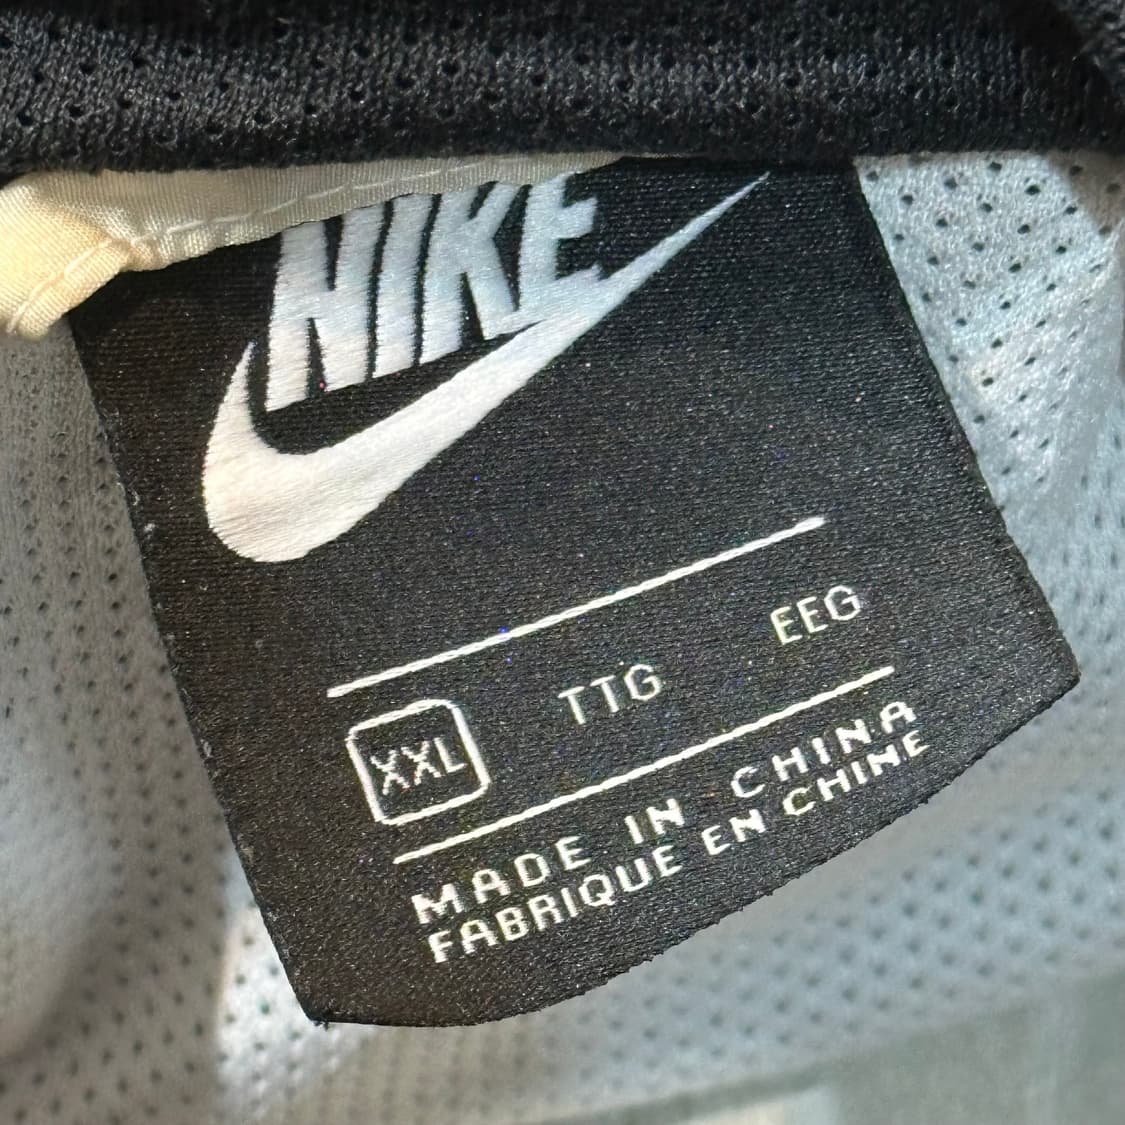 NIKE
XXL TTG EEG
MADE IN CHINA
FABRIQUE EN CHINE